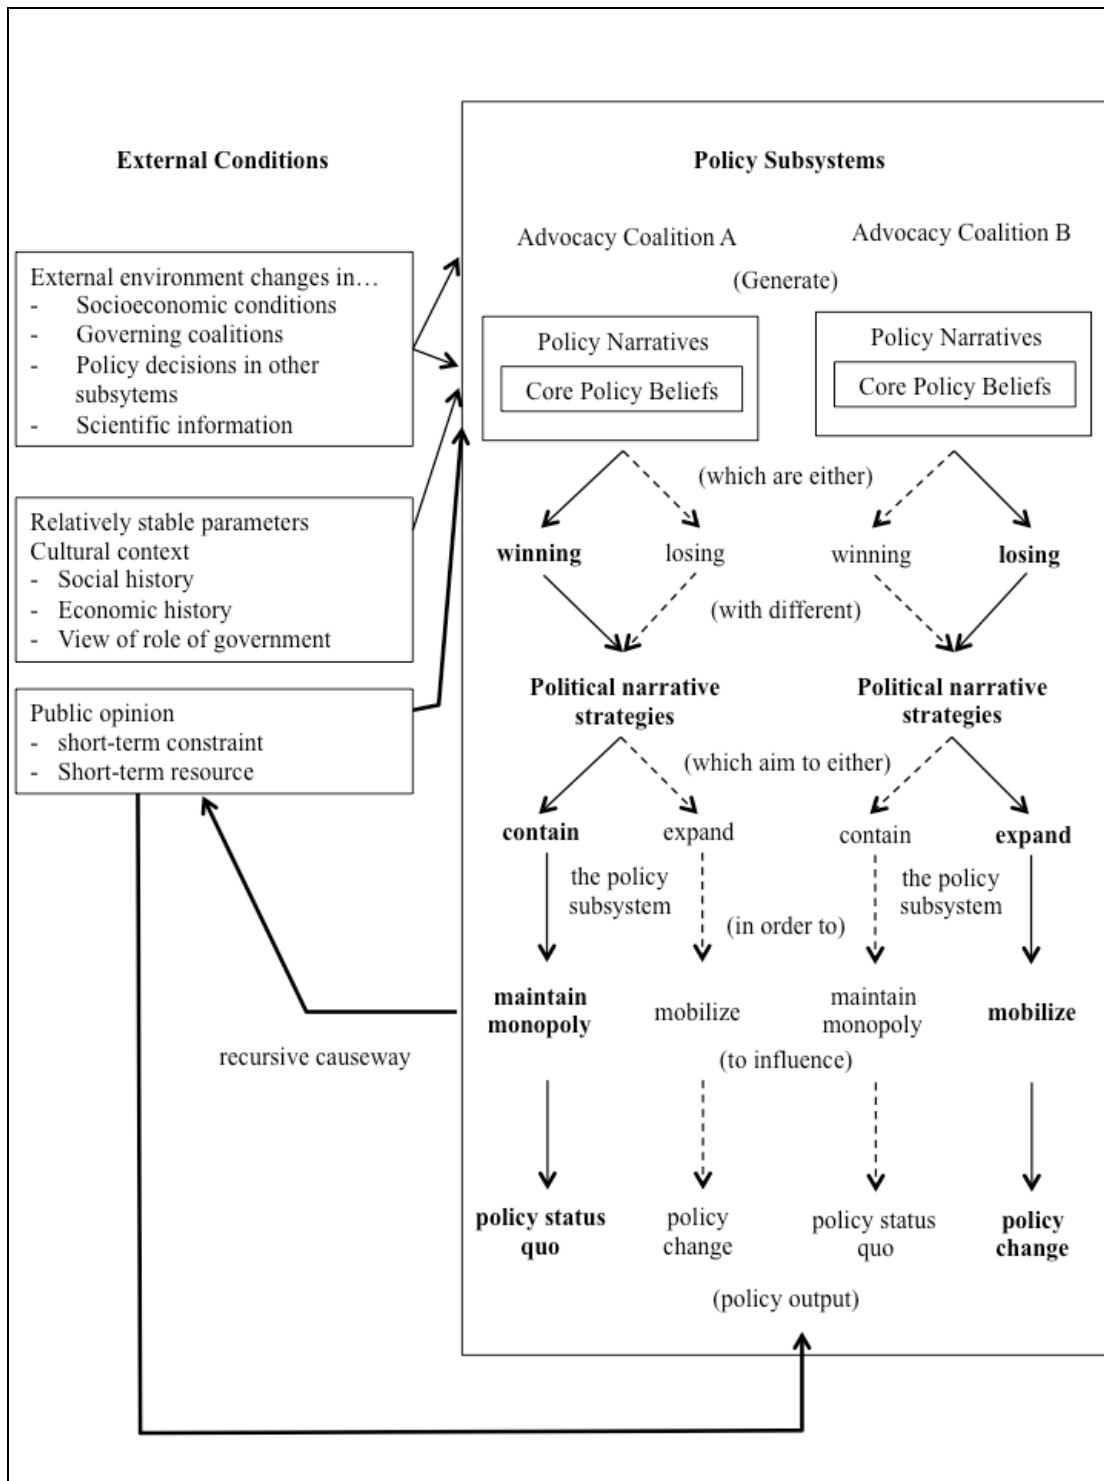 External Conditions
External environment changes in…
- Socioeconomic conditions
- Governing coalitions
- Policy decisions in other
subsytems
- Scientific information
Relatively stable parameters
Cultural context
- Social history
- Economic history
- View of role of government
Public opinion
- short-term constraint
- Short-term resource
recursive causeway
Policy Subsystems
Advocacy Coalition A
Advocacy Coalition B
(Generate)
Policy Narratives
Core Policy Beliefs
Policy Narratives
Core Policy Beliefs
(which are either)
winning
losing
winning
losing
(with different)
Political narrative
strategies
Political narrative
strategies
(which aim to either)
contain
expand
contain
expand
the policy
subsystem
the policy
subsystem
(in order to)
maintain
monopoly
mobilize
maintain
monopoly
mobilize
(to influence)
policy status
quo
policy
change
policy status
quo
policy
change
(policy output)